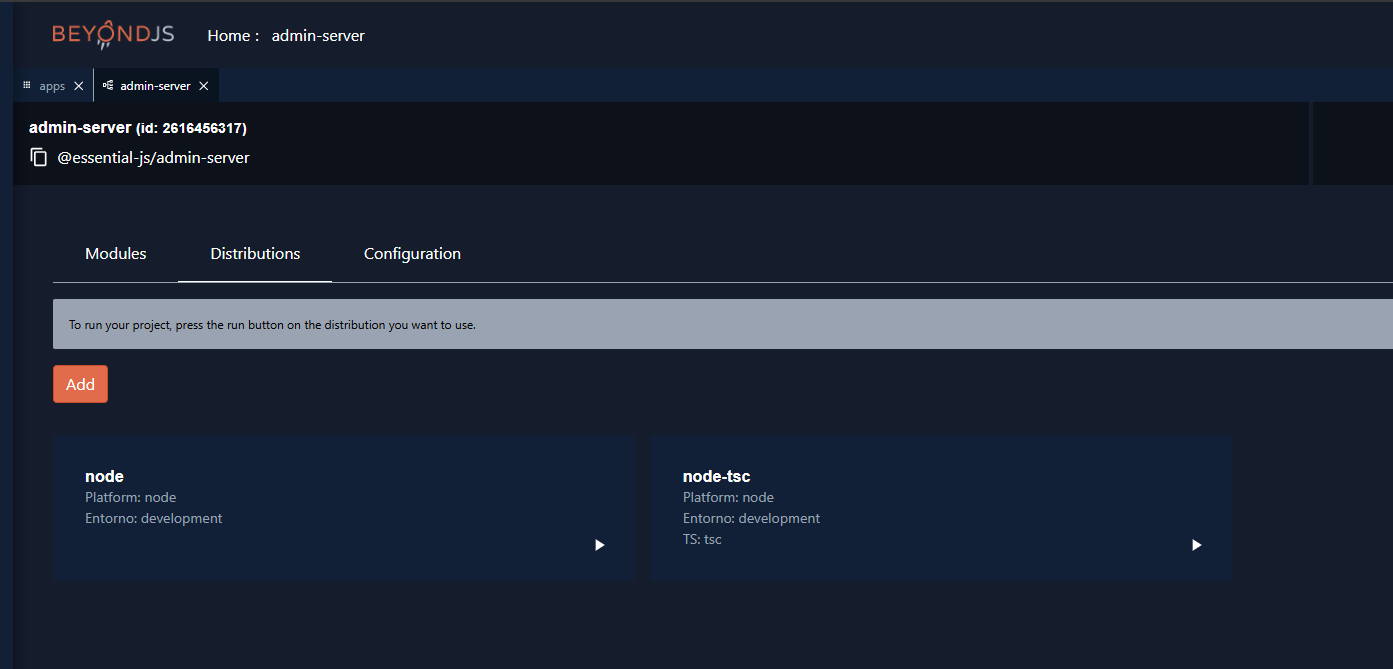 BEYONDJS Home : admin-server
apps admin-server
admin-server (id: 2616456317)
@essential-js/admin-server
Modules Distributions Configuration
To run your project, press the run button on the distribution you want to use.
Add
node
Platform: node
Entorno: development
node-tsc
Platform: node
Entorno: development
TS: tsc